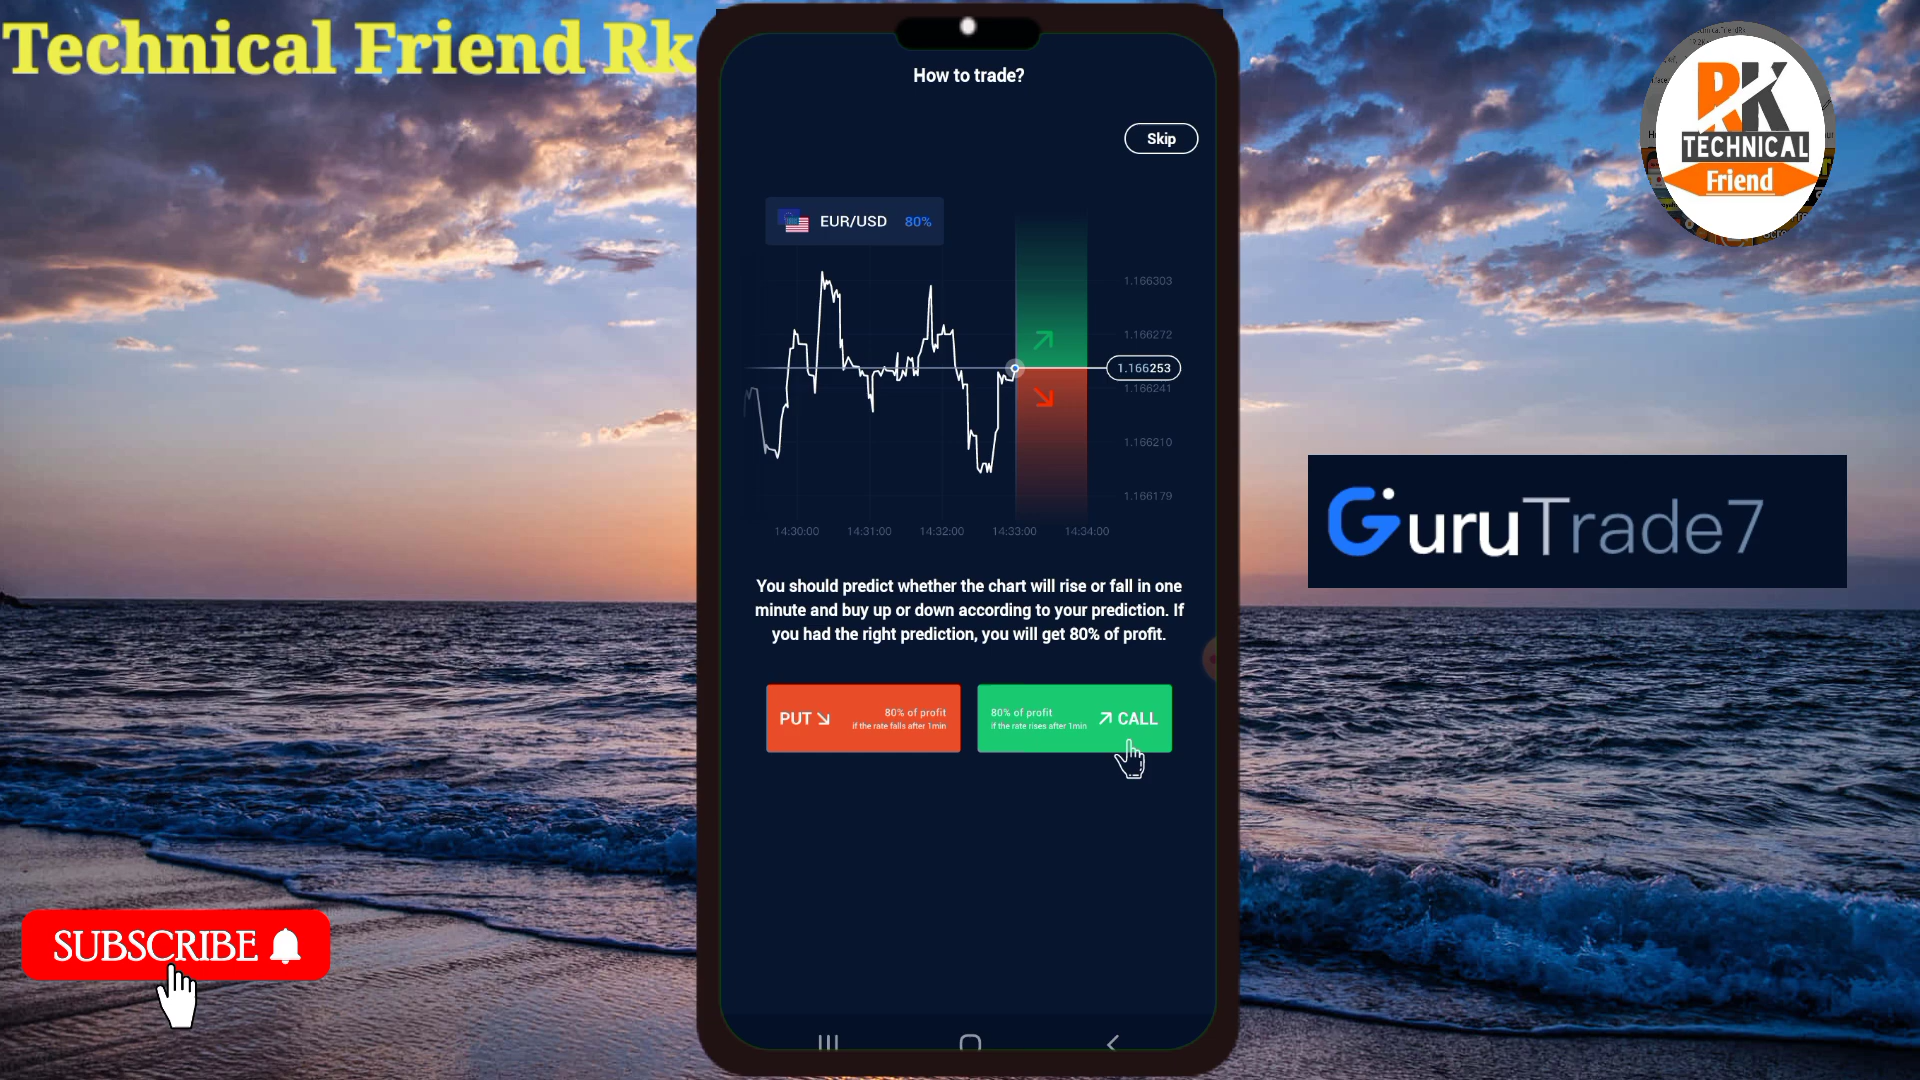 Technical Friend Rk
How to trade?
Skip
EUR/USD 80%
1.166303
1.166272
1.166253
1.166241
1.166210
1.166179
14:30:00 14:31:00 14:32:00 14:33:00 14:34:00
You should predict whether the chart will rise or fall in one
minute and buy up or down according to your prediction. If
you had the right prediction, you will get 80% of profit.
PUT
80% of profit
if the rate falls after 1min
80% of profit
if the rate rises after 1min
CALL
RK
TECHNICAL
Friend
GuruTrade7
SUBSCRIBE